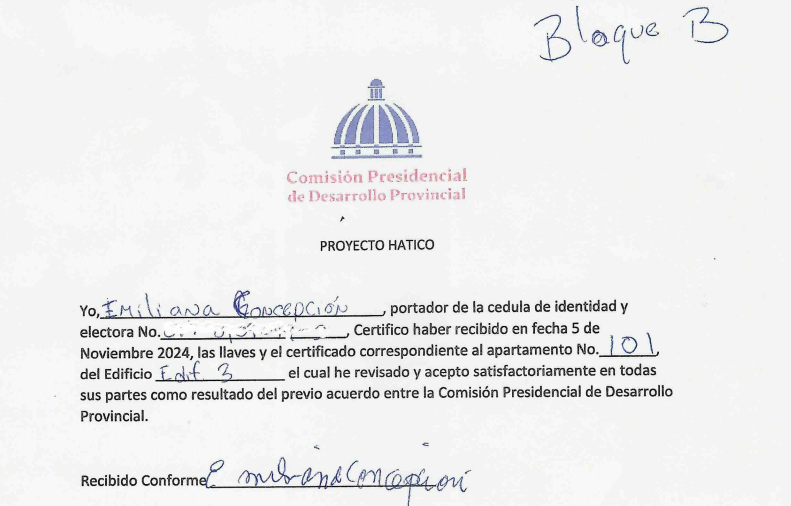 Bloque B
Comisión Presidencial
de Desarrollo Provincial
PROYECTO HATICO
Yo, Emiliana Concepción, portador de la cedula de identidad y
electora No. , Certifico haber recibido en fecha 5 de
Noviembre 2024, las llaves y el certificado correspondiente al apartamento No. 101,
del Edificio Edif. 3 el cual he revisado y acepto satisfactoriamente en todas
sus partes como resultado del previo acuerdo entre la Comisión Presidencial de Desarrollo
Provincial.
Recibido Conforme Emiliana Concepción